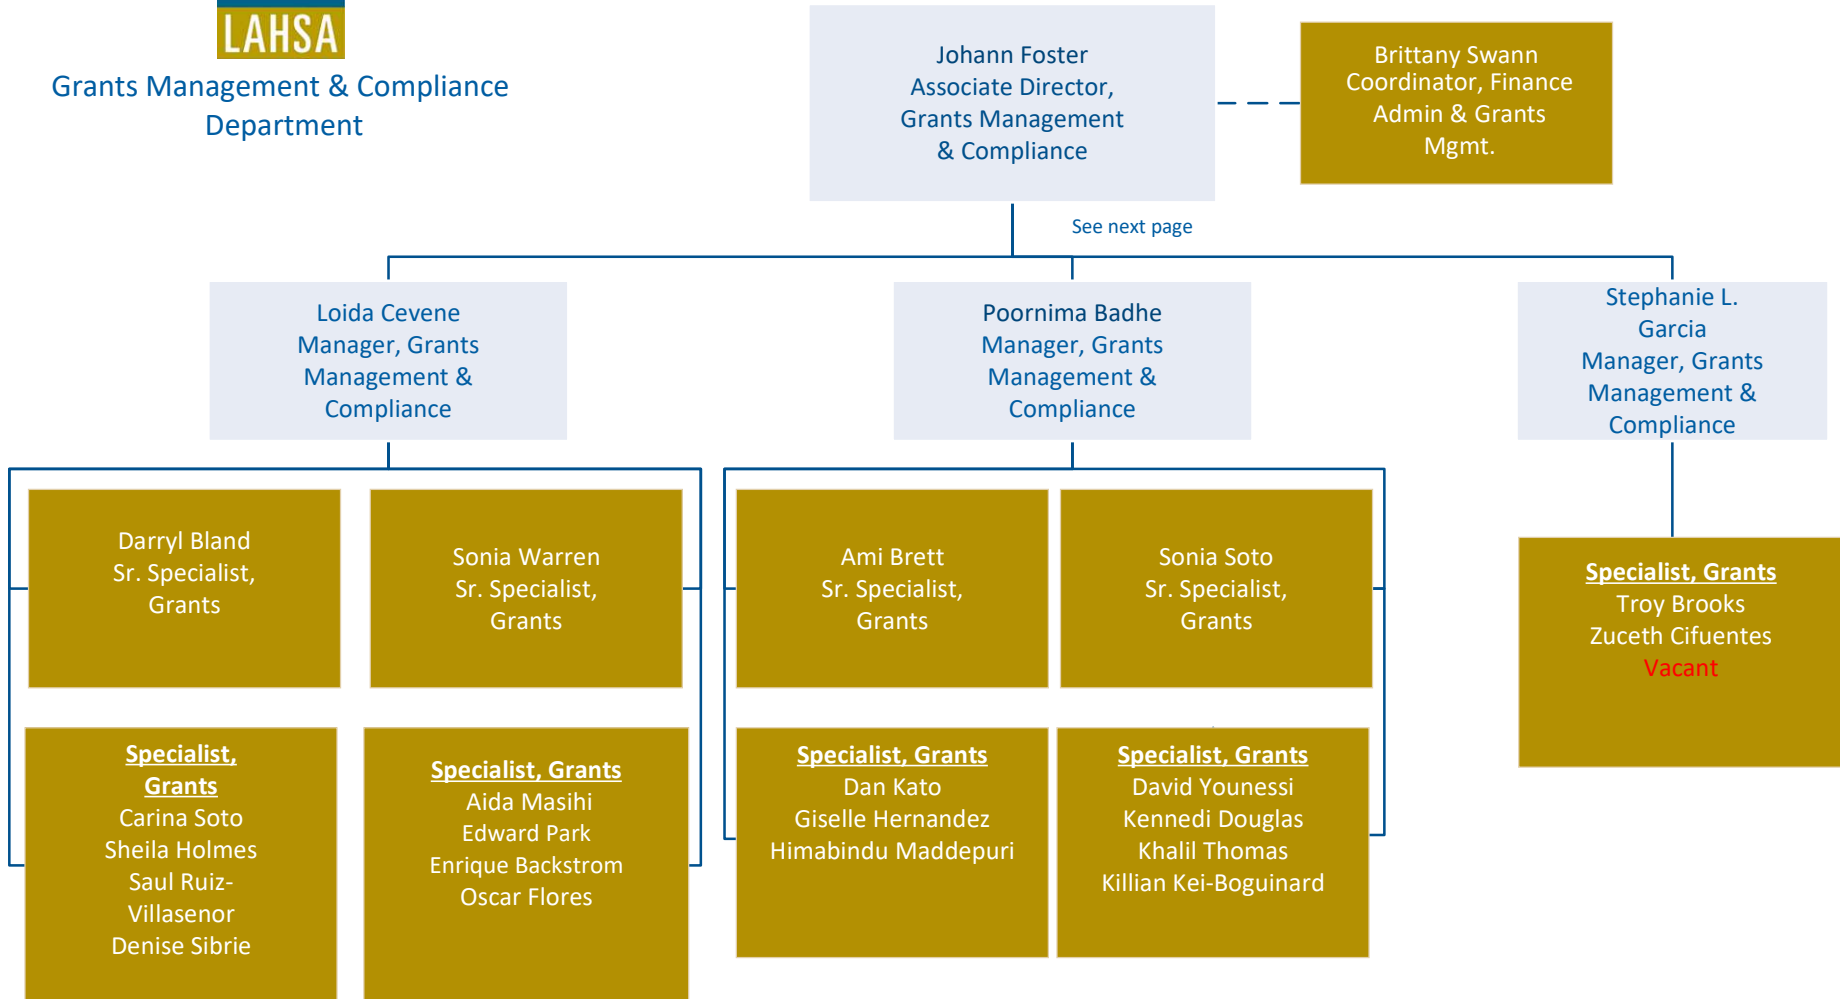 LAHSA
Grants Management & Compliance
Department
Johann Foster
Associate Director,
Grants Management
& Compliance
Brittany Swann
Coordinator, Finance
Admin & Grants
Mgmt.
See next page
Loida Cevene
Manager, Grants
Management &
Compliance
Poornima Badhe
Manager, Grants
Management &
Compliance
Stephanie L.
Garcia
Manager, Grants
Management &
Compliance
Darryl Bland
Sr. Specialist,
Grants
Sonia Warren
Sr. Specialist,
Grants
Ami Brett
Sr. Specialist,
Grants
Sonia Soto
Sr. Specialist,
Grants
Specialist, Grants
Troy Brooks
Zuceth Cifuentes
Vacant
Specialist,
Grants
Carina Soto
Sheila Holmes
Saul Ruiz-
Villasenor
Denise Sibrie
Specialist, Grants
Aida Masihi
Edward Park
Enrique Backstrom
Oscar Flores
Specialist, Grants
Dan Kato
Giselle Hernandez
Himabindu Maddepuri
Specialist, Grants
David Younessi
Kennedi Douglas
Khalil Thomas
Killian Kei-Boguinard